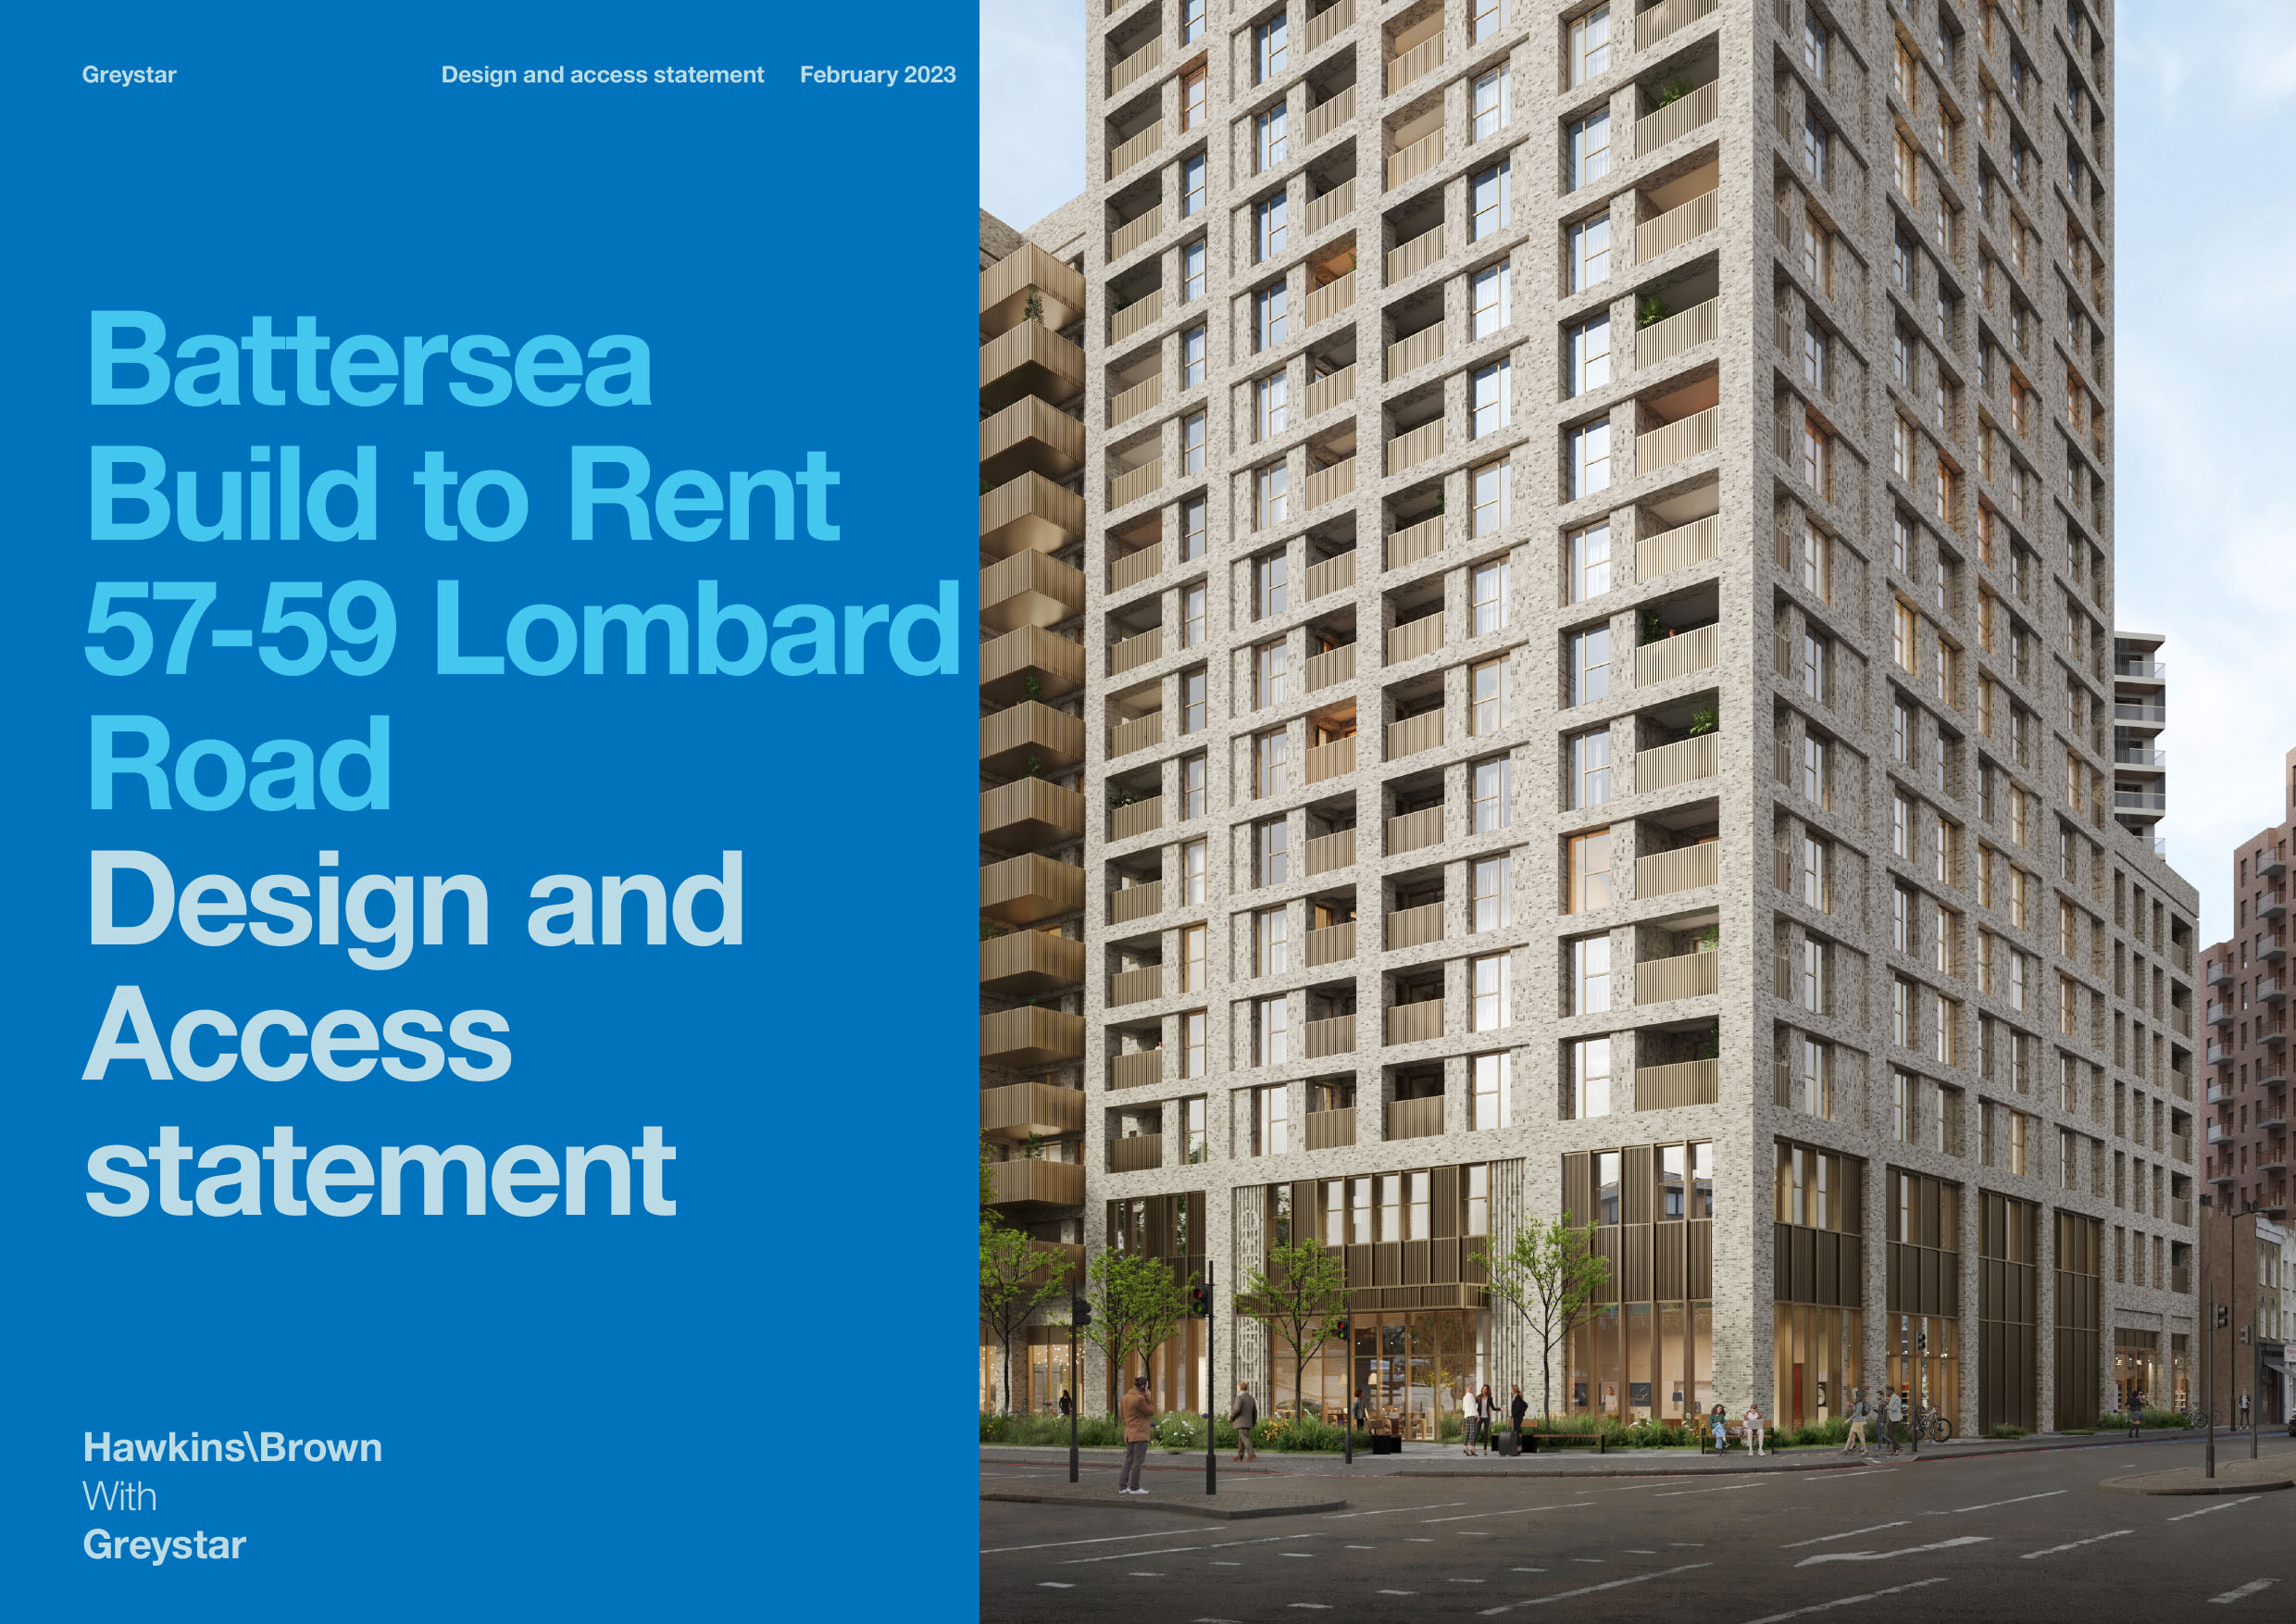 Greystar
Design and access statement
February 2023
Battersea
Build to Rent
57-59 Lombard
Road
Design and
Access
statement
Hawkins\Brown
With
Greystar